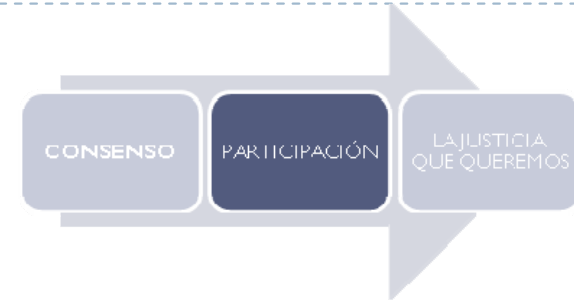 CONSENSO
PARTICIPACIÓN
LA JUSTICIA
QUE QUEREMOS